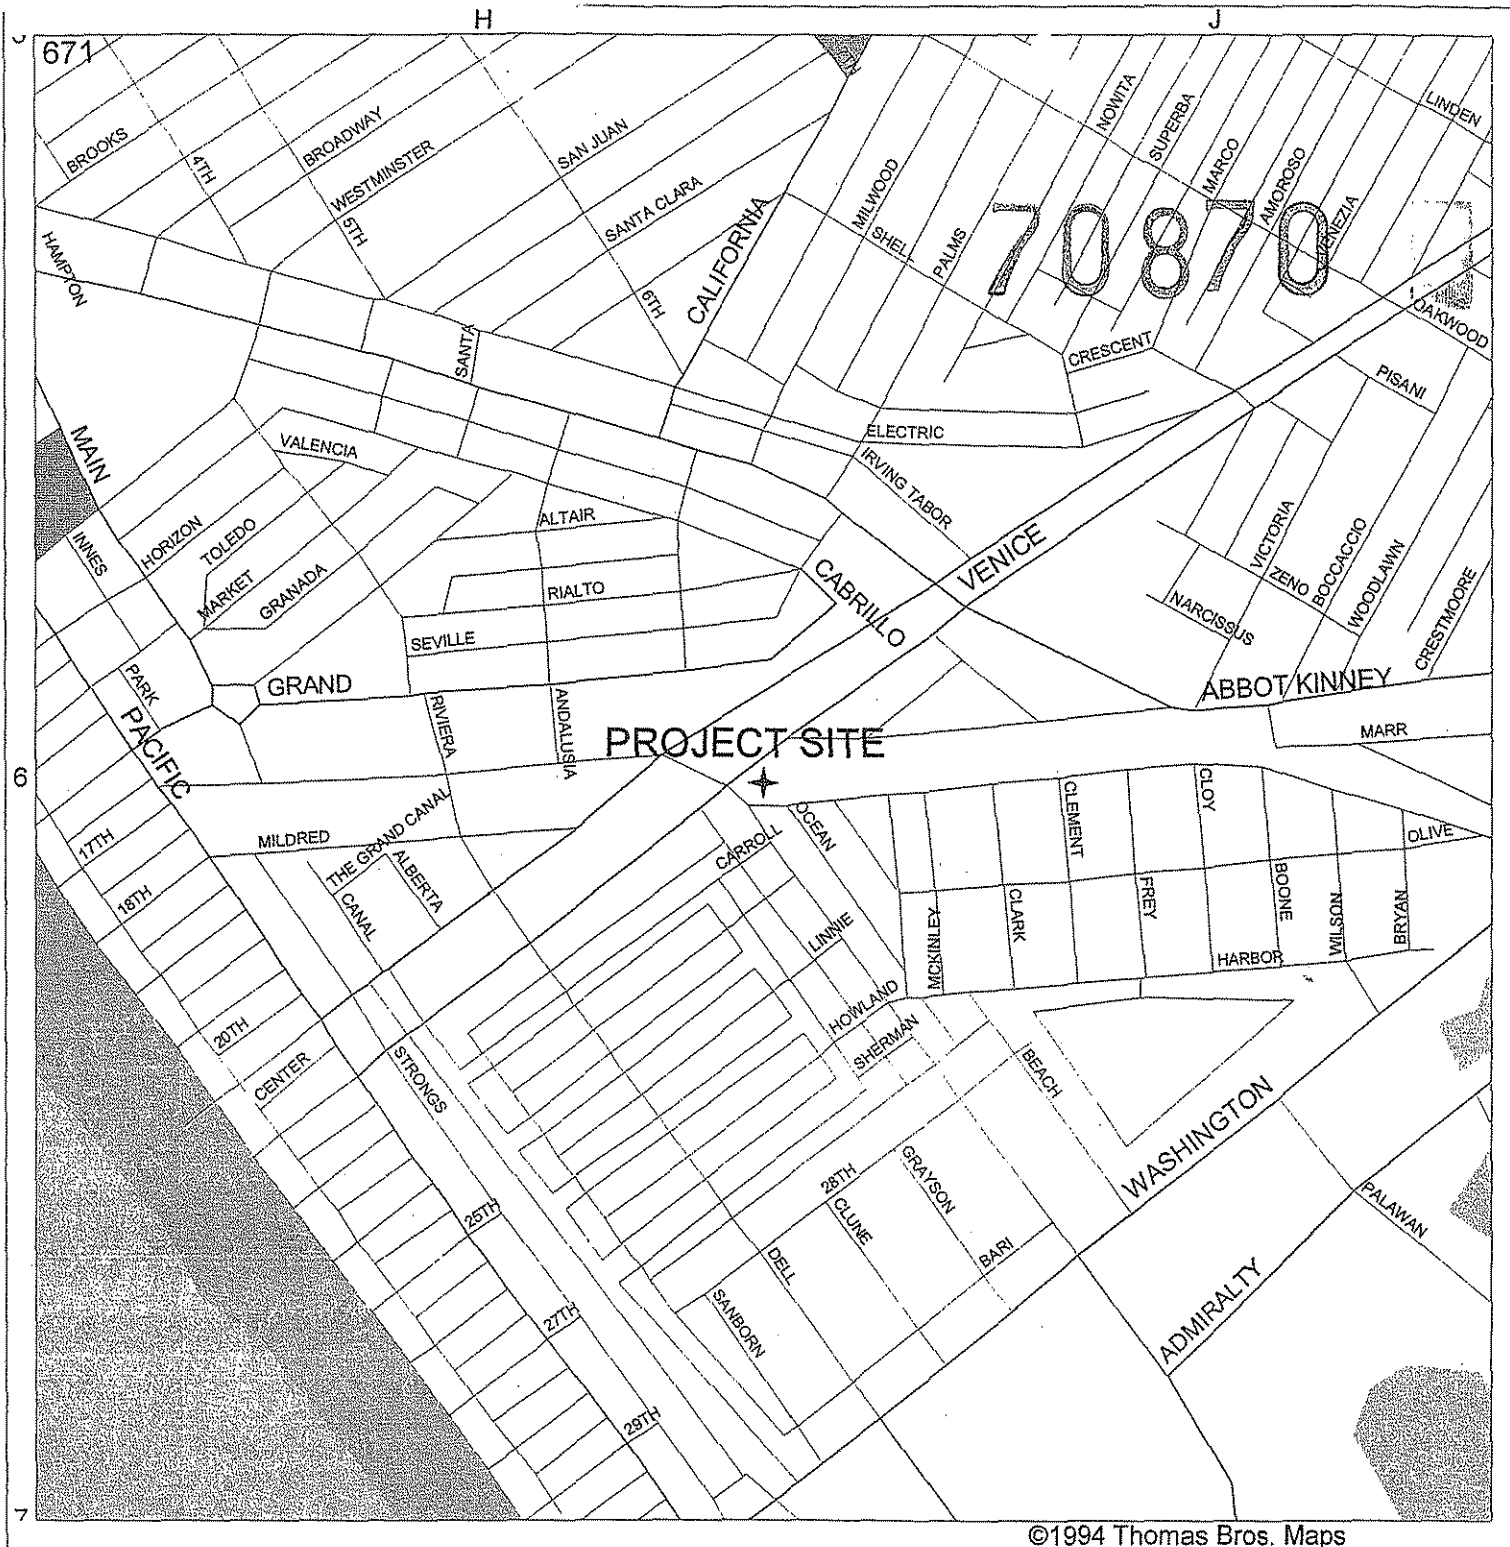 H
J
671
BROOKS
4TH
BROADWAY
WESTMINSTER
5TH
SAN JUAN
SANTA CLARA
6TH
CALIFORNIA
MILWOOD
SHELL
PALMS
NOWITA
SUPERBA
MARCO
AMOROSO
VENEZIA
LINDEN
70870
OAKWOOD
HAMPTON
SANTA
CRESCENT
PISANI
MAIN
VALENCIA
ELECTRIC
IRVING TABOR
INNES
HORIZON
TOLEDO
MARKET
GRANADA
ALTAIR
RIALTO
SEVILLE
CABRILLO
VENICE
VICTORIA
ZENO
BOCCACCIO
WOODLAWN
CRESTMOORE
NARCISSUS
PARK
GRAND
RIVIERA
ANDALUSIA
ABBOT KINNEY
MARR
PACIFIC
PROJECT SITE
6
MILDRED
THE GRAND CANAL
ALBERTA
CANAL
CARROLL
OCEAN
CLEMENT
CLOY
OLIVE
17TH
18TH
LINNIE
MCKINLEY
CLARK
FREY
BOONE
WILSON
BRYAN
HARBOR
20TH
CENTER
STRONGS
HOWLAND
SHERMAN
BEACH
WASHINGTON
25TH
28TH
GRAYSON
CLUNE
BARI
DELL
SANBORN
PALAWAN
ADMIRALTY
27TH
29TH
7
©1994 Thomas Bros. Maps